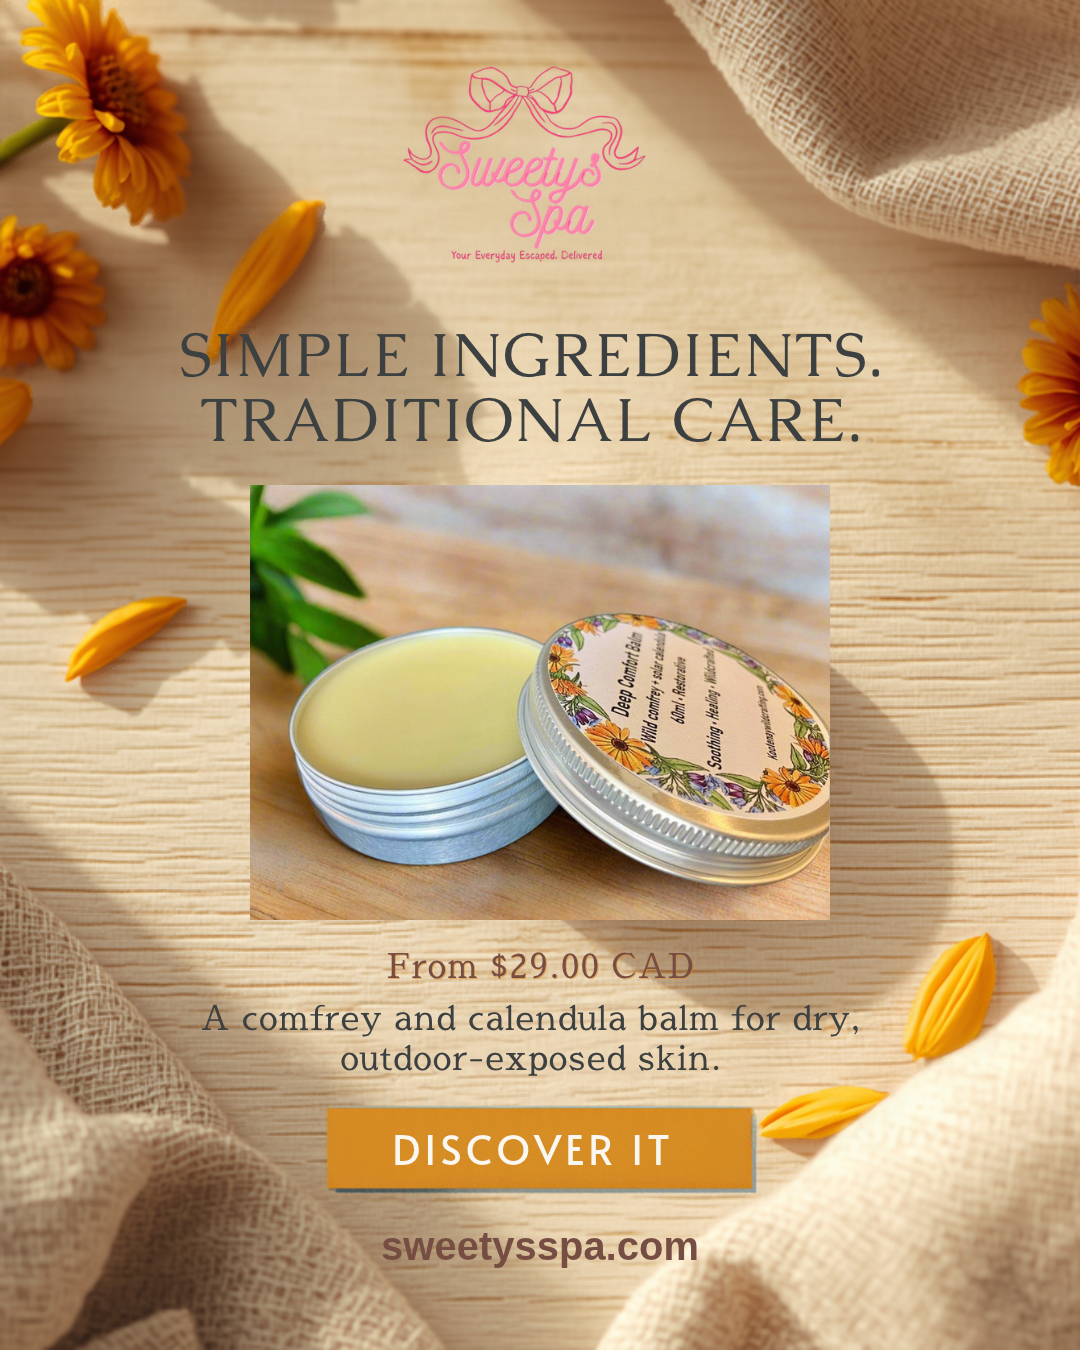 Sweetys
Spa
Your Everyday Escaped, Delivered
SIMPLE INGREDIENTS.
TRADITIONAL CARE.
Deep Comfort Balm
Wild comfrey + solar calendula
60ml • Restorative
Soothing • Healing • Wildcrafted
Kootenaywildcrafting.com
From $29.00 CAD
A comfrey and calendula balm for dry,
outdoor-exposed skin.
DISCOVER IT
sweetysspa.com